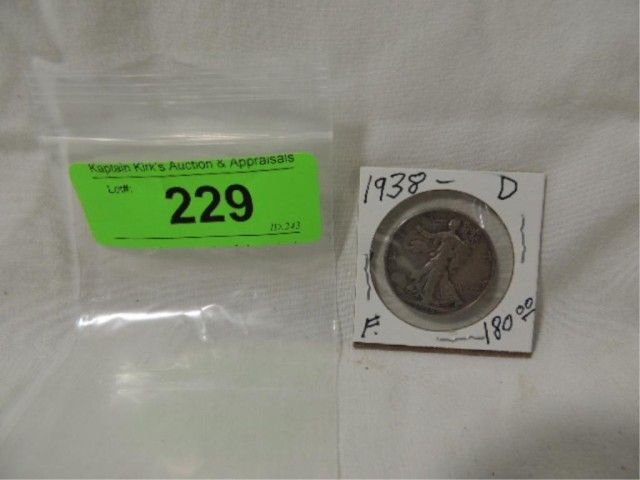 Kaptain Kirk's Auction & Appraisals
Lot#:
229
ID:243
1938 - D
F. 180.00